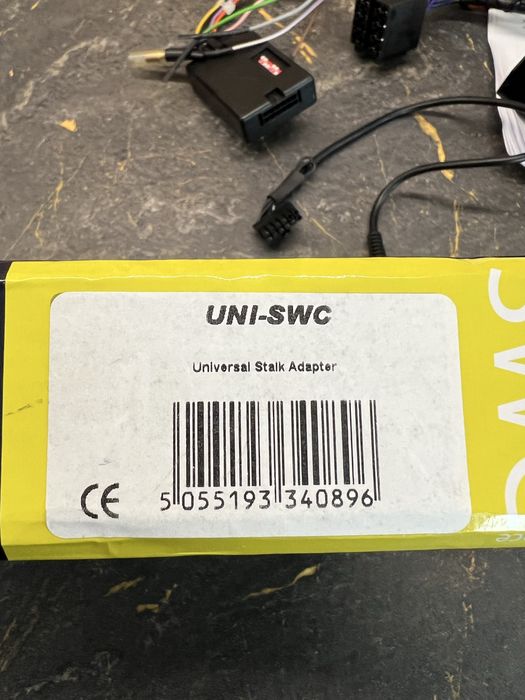 UNI-SWC
Universal Stalk Adapter
CE
5 055193 340896